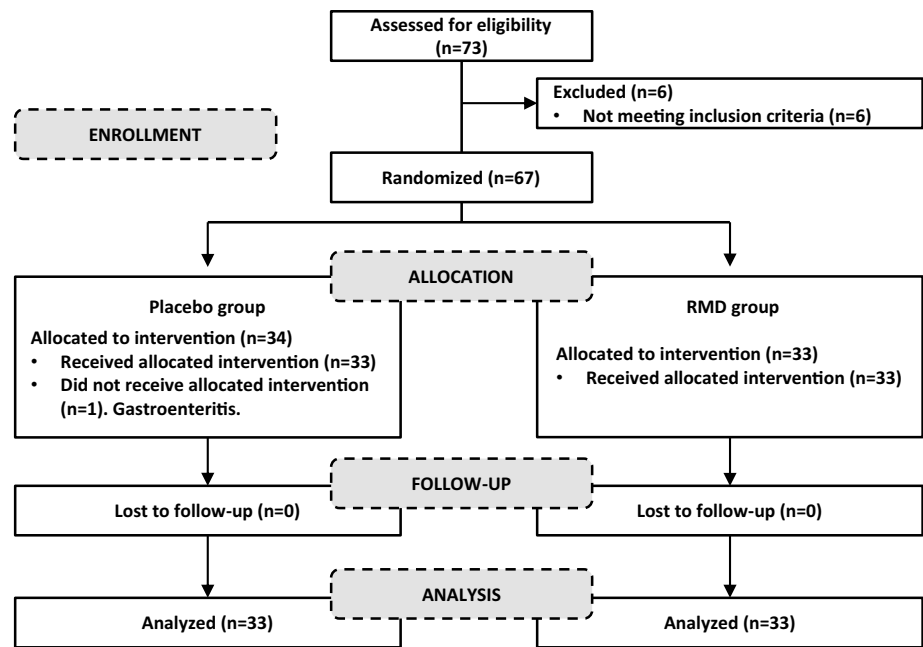 Assessed for eligibility
(n=73)
Excluded (n=6)
• Not meeting inclusion criteria (n=6)
ENROLLMENT
Randomized (n=67)
ALLOCATION
Placebo group
Allocated to intervention (n=34)
• Received allocated intervention (n=33)
• Did not receive allocated intervention
(n=1). Gastroenteritis.
RMD group
Allocated to intervention (n=33)
• Received allocated intervention (n=33)
FOLLOW-UP
Lost to follow-up (n=0)
Lost to follow-up (n=0)
ANALYSIS
Analyzed (n=33)
Analyzed (n=33)